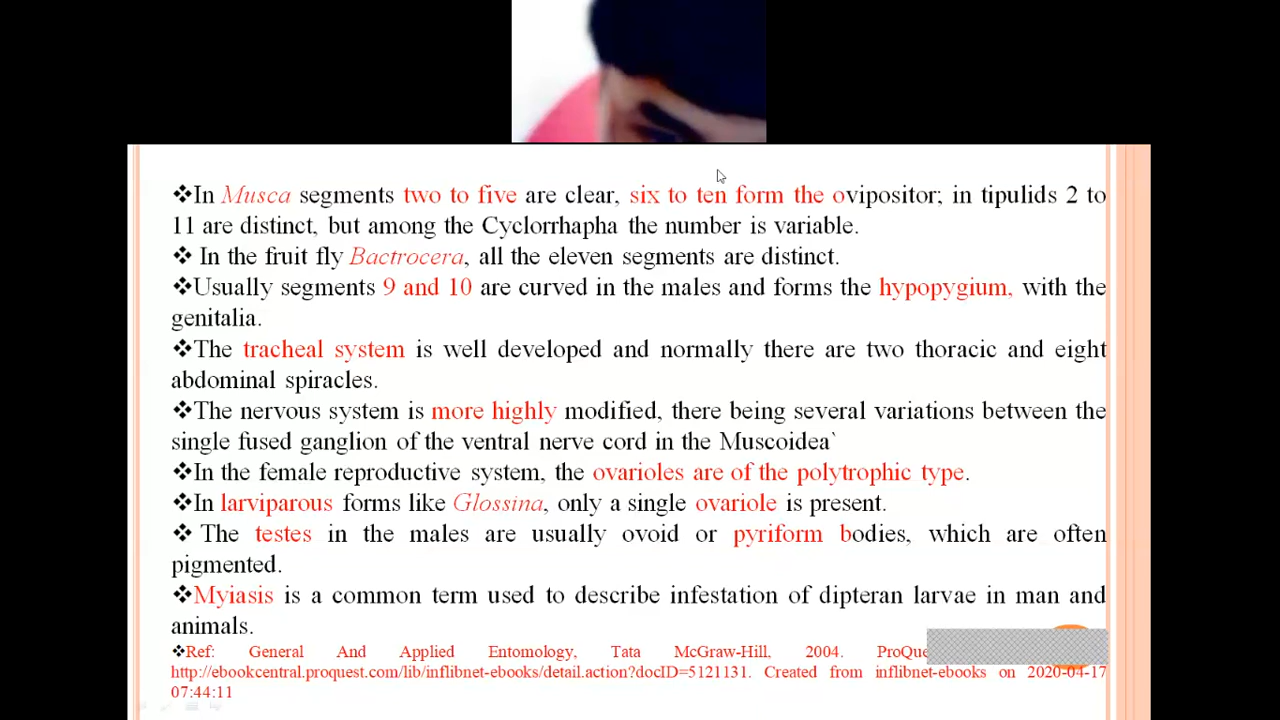 ❖In Musca segments two to five are clear, six to ten form the ovipositor; in tipulids 2 to
11 are distinct, but among the Cyclorrhapha the number is variable.
❖ In the fruit fly Bactrocera, all the eleven segments are distinct.
❖Usually segments 9 and 10 are curved in the males and forms the hypopygium, with the
genitalia.
❖The tracheal system is well developed and normally there are two thoracic and eight
abdominal spiracles.
❖The nervous system is more highly modified, there being several variations between the
single fused ganglion of the ventral nerve cord in the Muscoidea`
❖In the female reproductive system, the ovarioles are of the polytrophic type.
❖In larviparous forms like Glossina, only a single ovariole is present.
❖ The testes in the males are usually ovoid or pyriform bodies, which are often
pigmented.
❖Myiasis is a common term used to describe infestation of dipteran larvae in man and
animals.
❖Ref: General And Applied Entomology, Tata McGraw-Hill, 2004.
http://ebookcentral.proquest.com/lib/inflibnet-ebooks/detail.action?docID=5121131. Created from inflibnet-ebooks on 2020-04-17
07:44:11